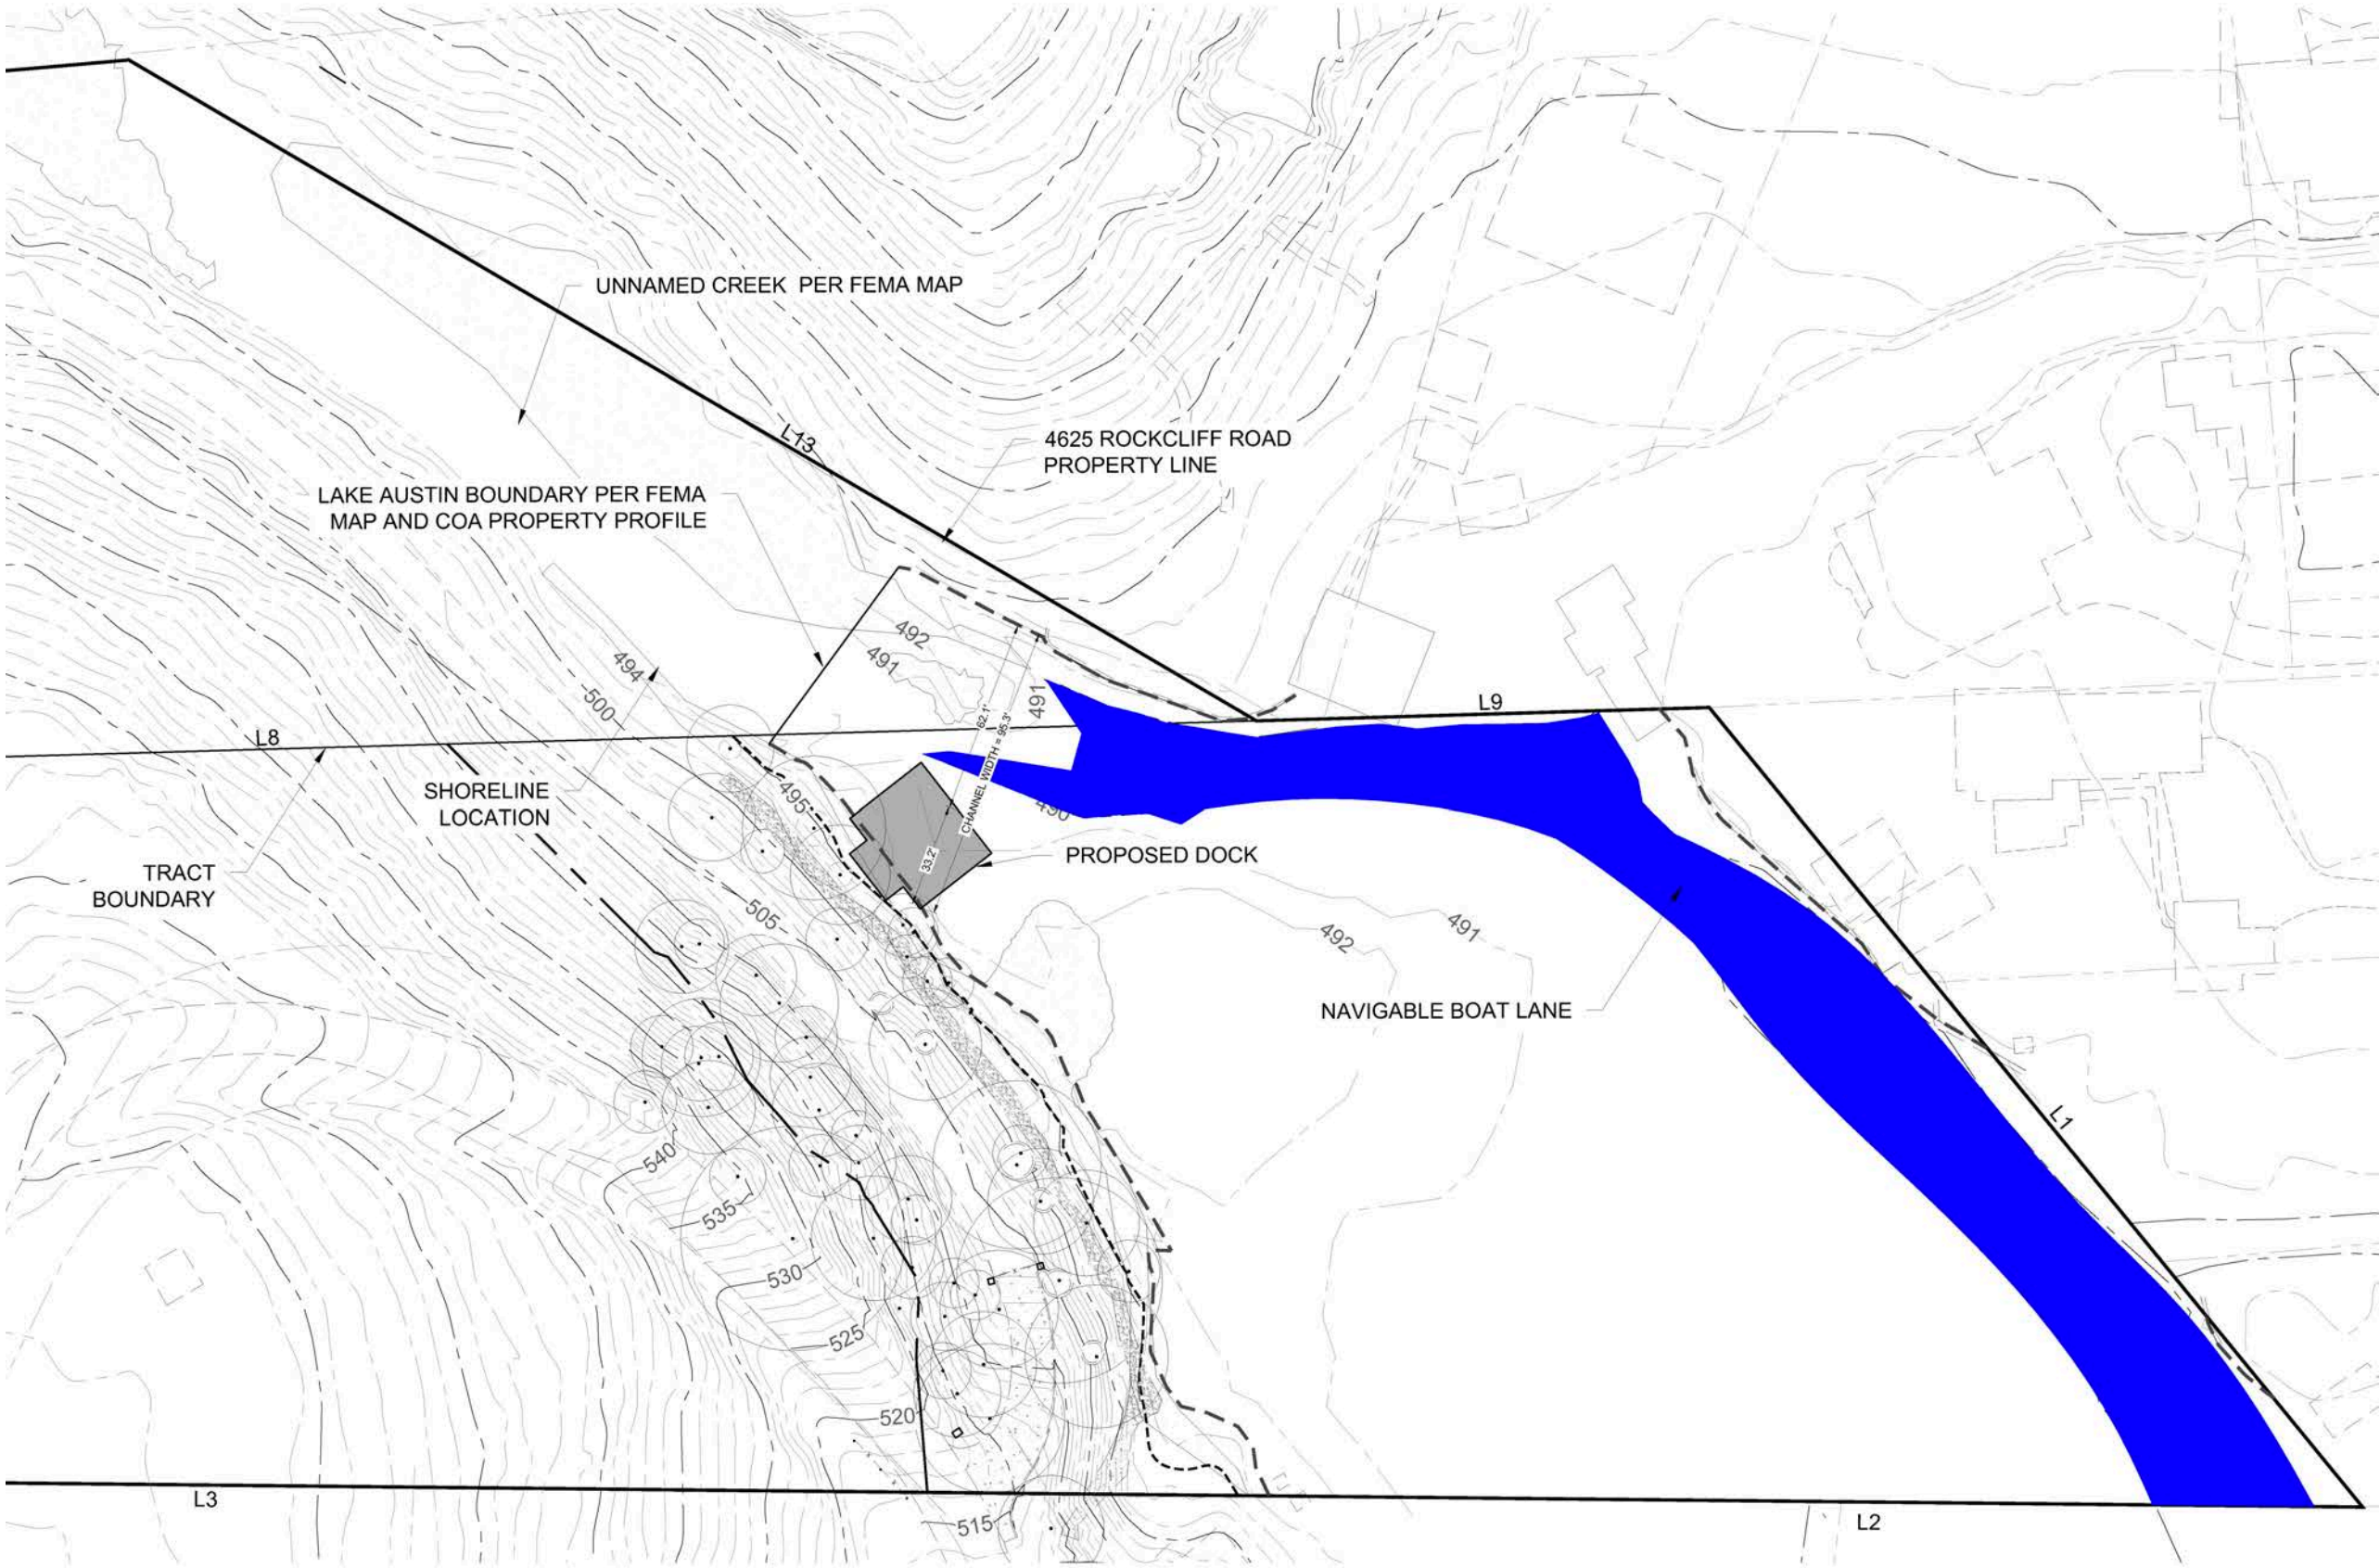 UNNAMED CREEK PER FEMA MAP
L13
4625 ROCKCLIFF ROAD
PROPERTY LINE
LAKE AUSTIN BOUNDARY PER FEMA
MAP AND COA PROPERTY PROFILE
492
491
494
500
491
62.1'
CHANNEL WIDTH = 95.3'
33.2'
L9
L8
SHORELINE
LOCATION
495
490
PROPOSED DOCK
TRACT
BOUNDARY
505
492
491
NAVIGABLE BOAT LANE
L1
540
535
530
525
520
515
L3
L2